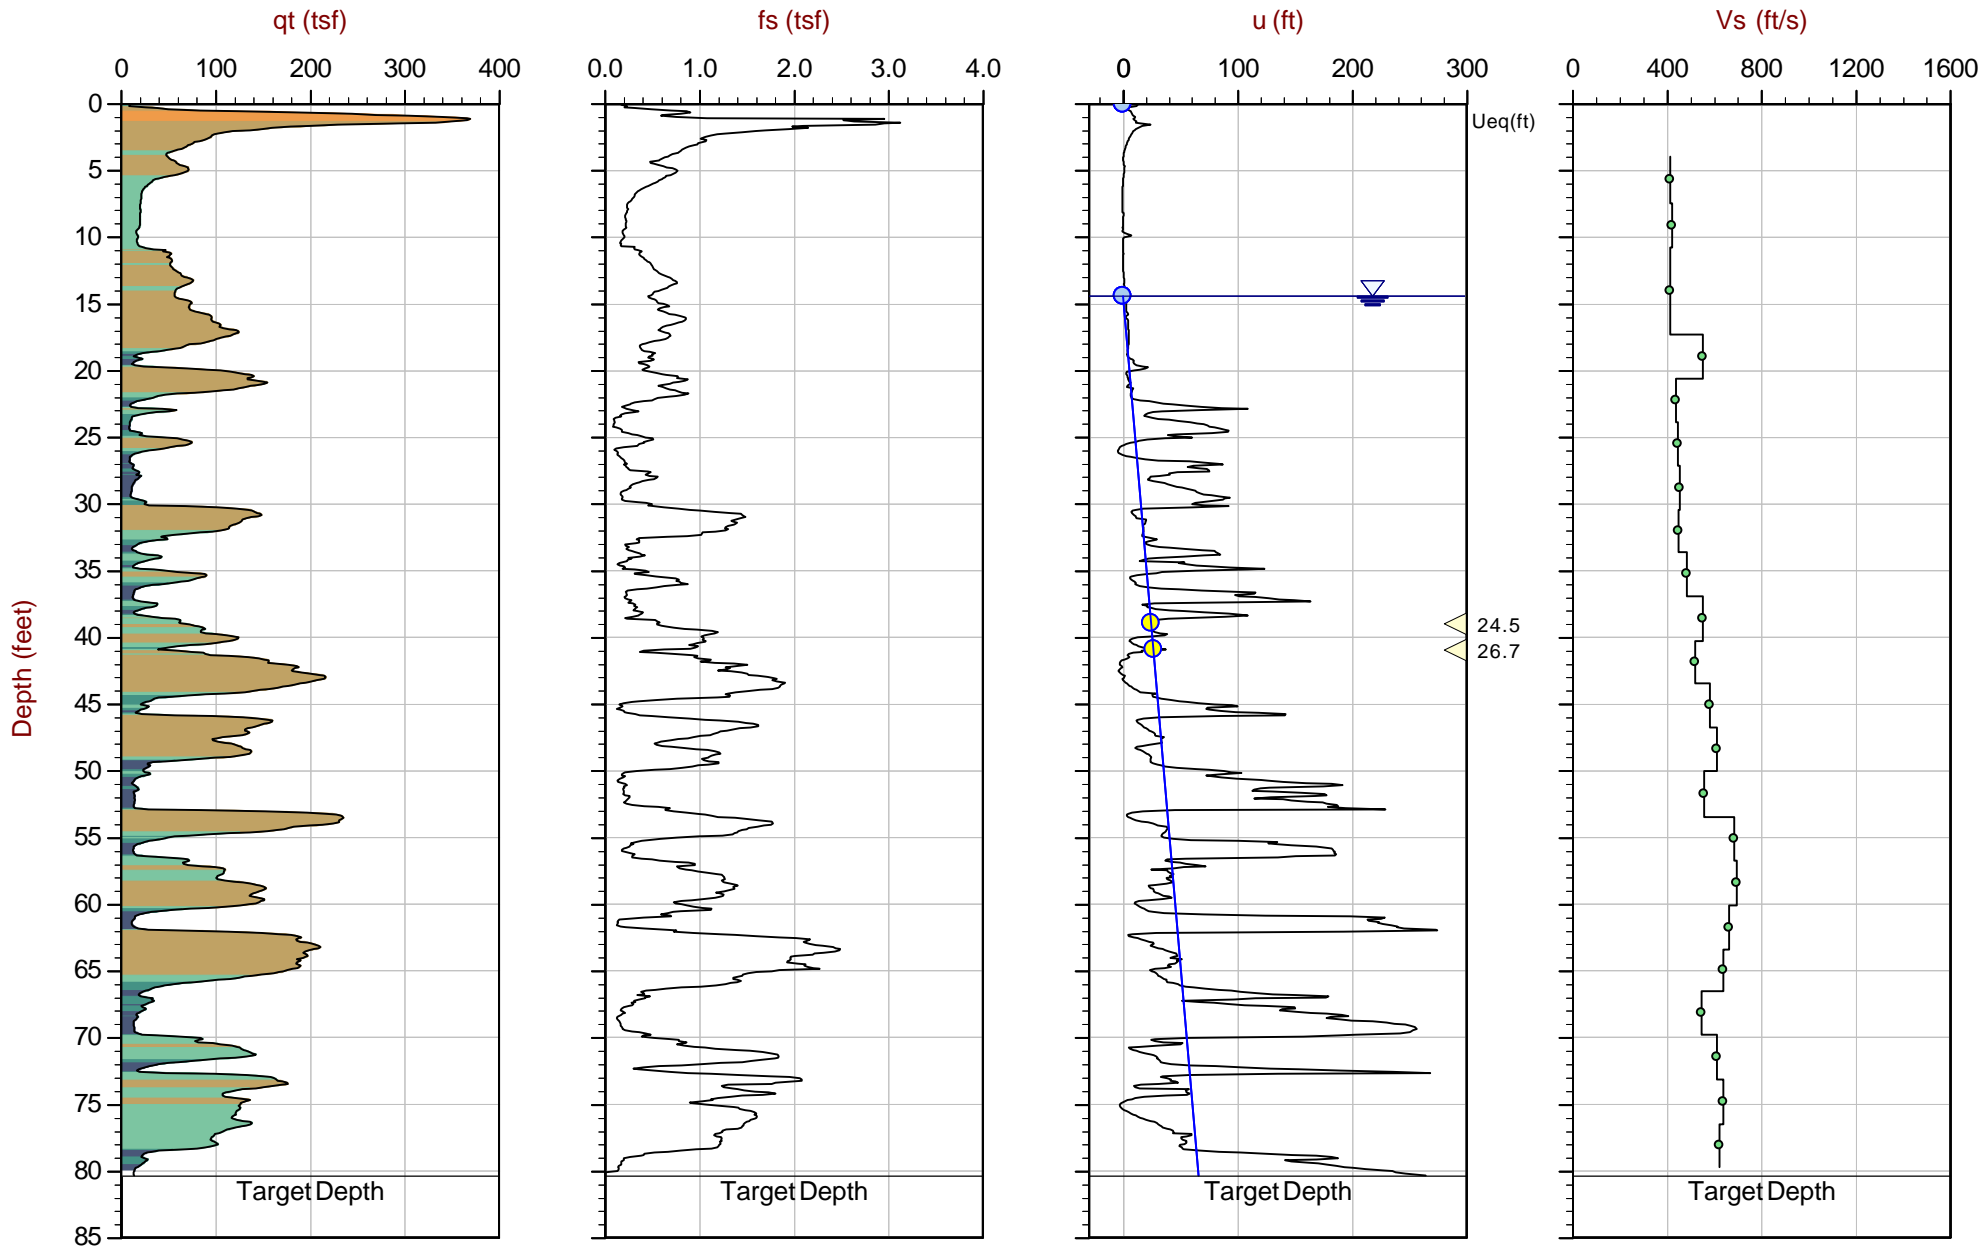 qt (tsf)
fs (tsf)
u (ft)
Vs (ft/s)
0 100 200 300 400
0.0 1.0 2.0 3.0 4.0
0 100 200 300
0 400 800 1200 1600
Depth (feet)
0
5
10
15
20
25
30
35
40
45
50
55
60
65
70
75
80
85
Ueq(ft)
24.5
26.7
Target Depth
Target Depth
Target Depth
Target Depth